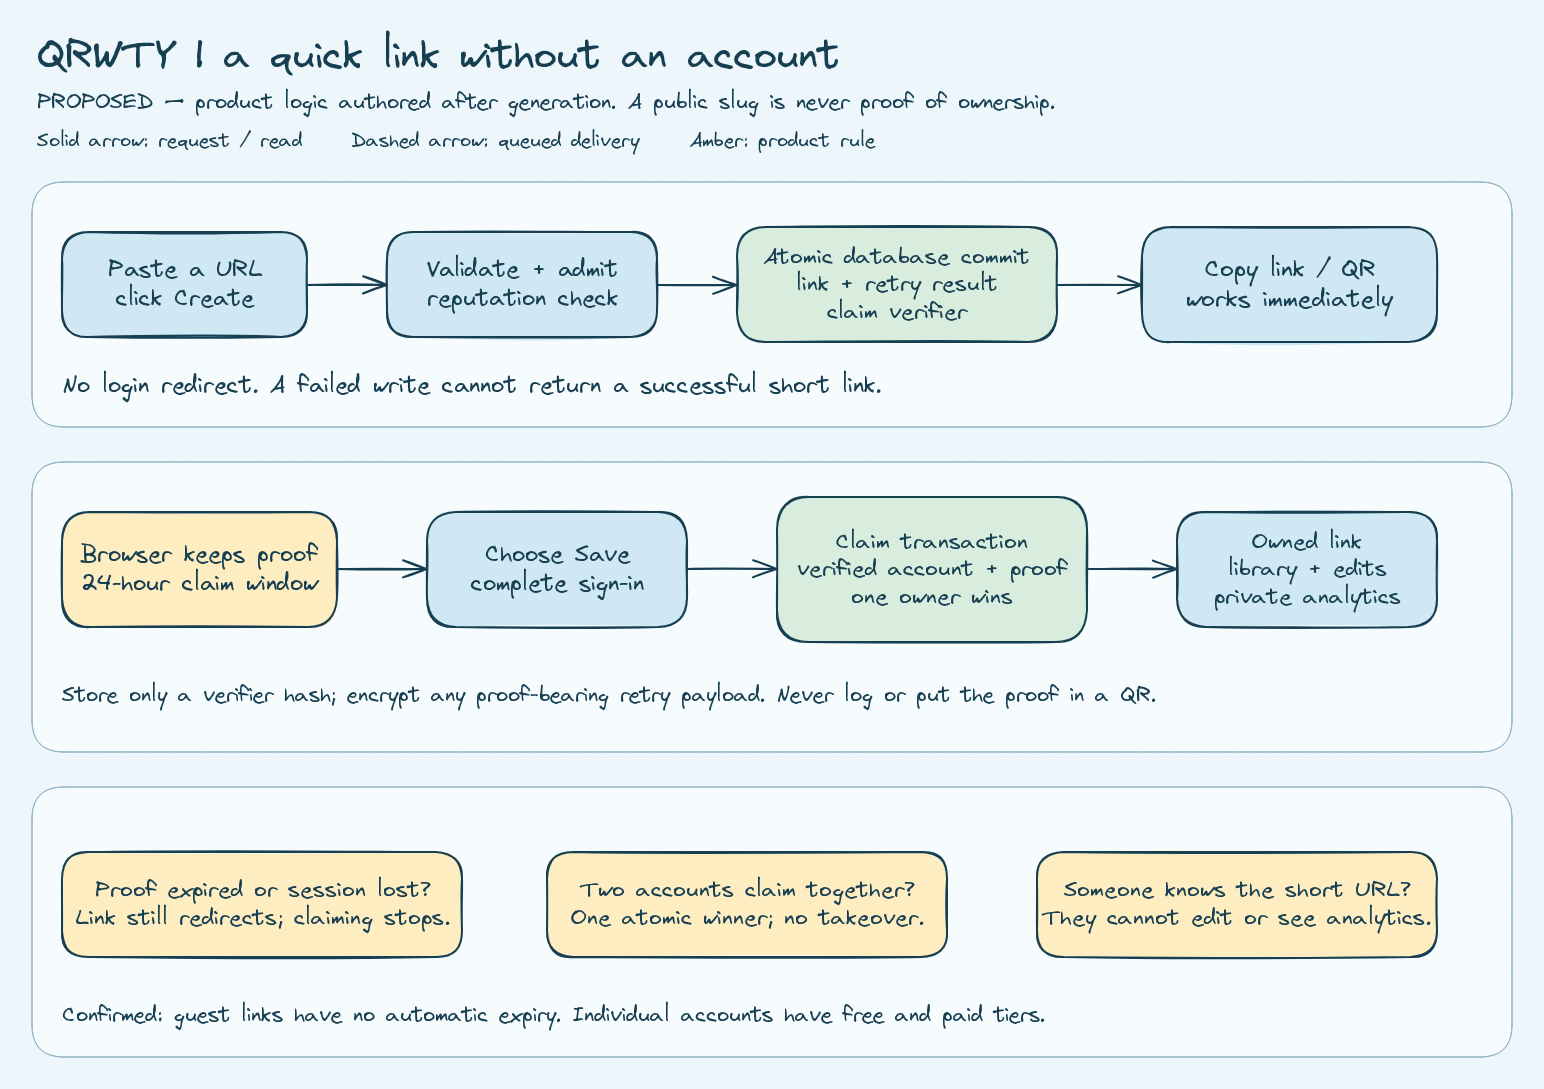 QRWTY | a quick link without an account
PROPOSED — product logic authored after generation. A public slug is never proof of ownership.
Solid arrow: request / read
Dashed arrow: queued delivery
Amber: product rule
Paste a URL
click Create
Validate + admit
reputation check
Atomic database commit
link + retry result
claim verifier
Copy link / QR
works immediately
No login redirect. A failed write cannot return a successful short link.
Browser keeps proof
24-hour claim window
Choose Save
complete sign-in
Claim transaction
verified account + proof
one owner wins
Owned link
library + edits
private analytics
Store only a verifier hash; encrypt any proof-bearing retry payload. Never log or put the proof in a QR.
Proof expired or session lost?
Link still redirects; claiming stops.
Two accounts claim together?
One atomic winner; no takeover.
Someone knows the short URL?
They cannot edit or see analytics.
Confirmed: guest links have no automatic expiry. Individual accounts have free and paid tiers.